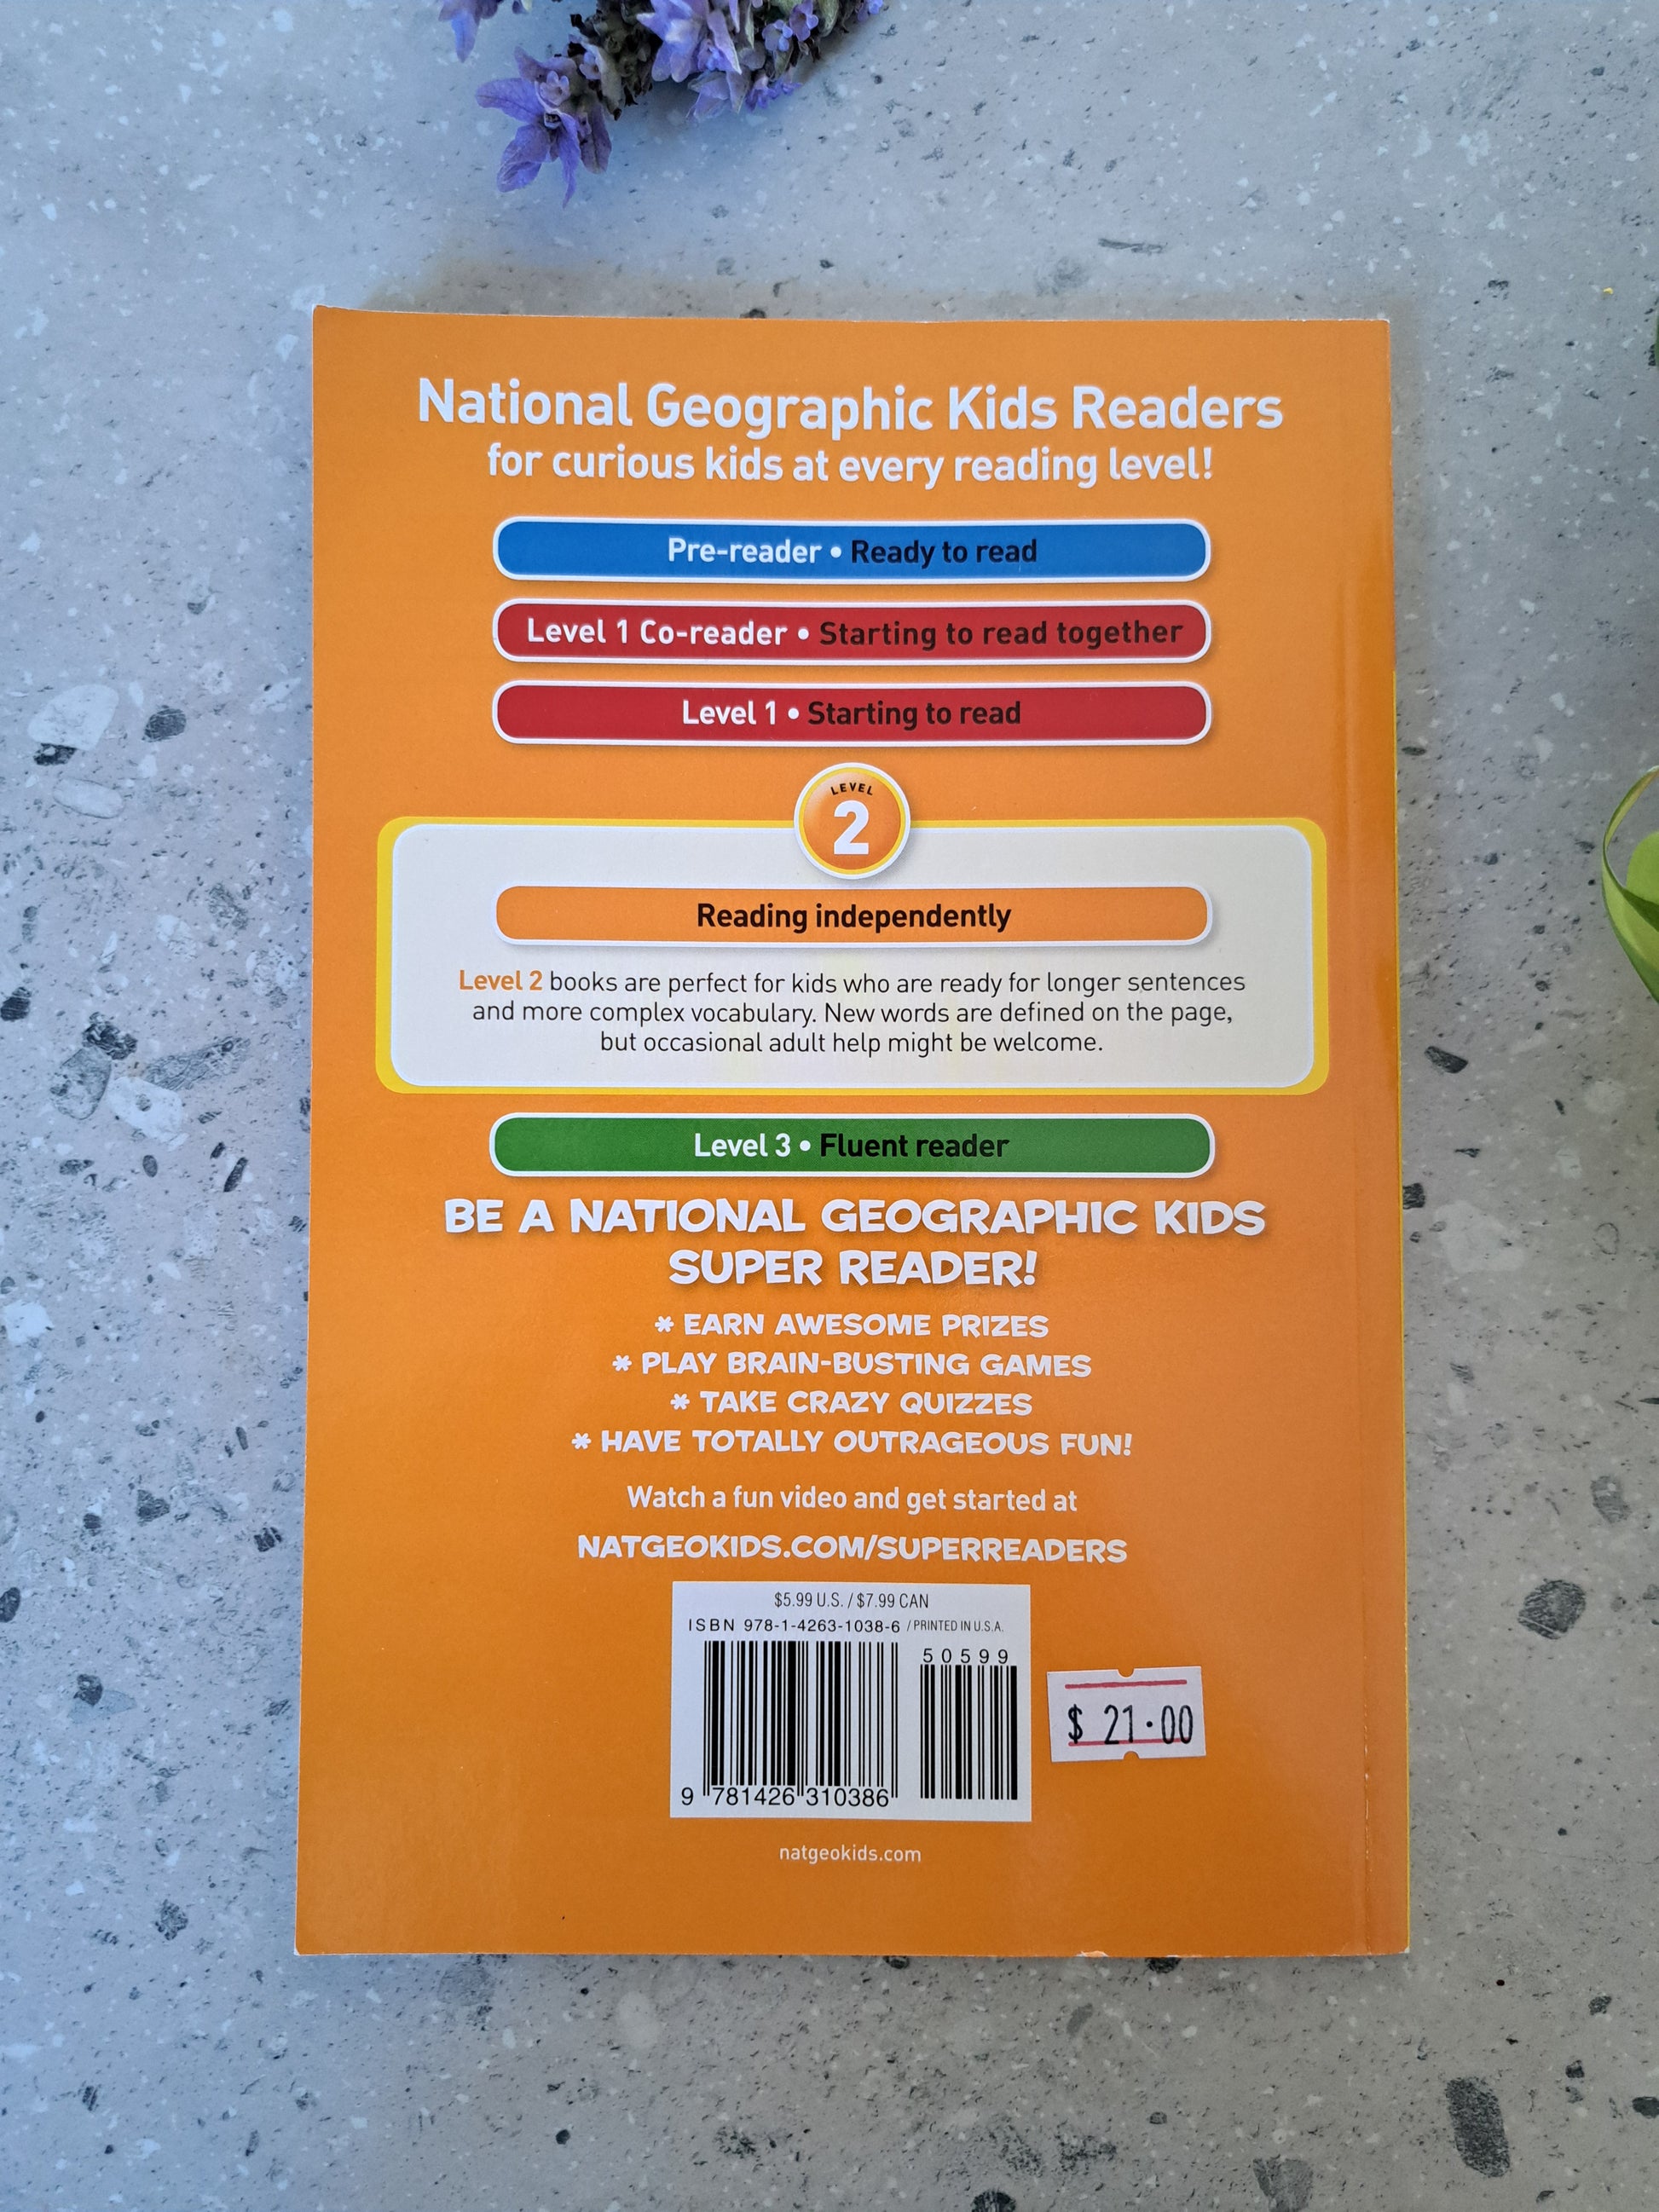 National Geographic Kids Readers
for curious kids at every reading level!
Pre-reader • Ready to read
Level 1 Co-reader • Starting to read together
Level 1 • Starting to read
LEVEL
2
Reading independently
Level 2 books are perfect for kids who are ready for longer sentences
and more complex vocabulary. New words are defined on the page,
but occasional adult help might be welcome.
Level 3 • Fluent reader
BE A NATIONAL GEOGRAPHIC KIDS
SUPER READER!
* EARN AWESOME PRIZES
* PLAY BRAIN-BUSTING GAMES
* TAKE CRAZY QUIZZES
* HAVE TOTALLY OUTRAGEOUS FUN!
Watch a fun video and get started at
NATGEOKIDS.COM/SUPERREADERS
$5.99 U.S. / $7.99 CAN
ISBN 978-1-4263-1038-6 / PRINTED IN U.S.A.
50599
9 781426 310386
$ 21·00
natgeokids.com